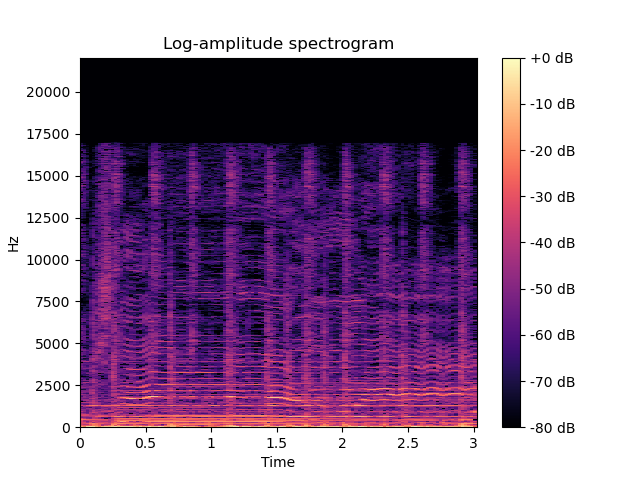 Log-amplitude spectrogram
Hz
20000
17500
15000
12500
10000
7500
5000
2500
0
0 0.5 1 1.5 2 2.5 3
Time
+0 dB
-10 dB
-20 dB
-30 dB
-40 dB
-50 dB
-60 dB
-70 dB
-80 dB